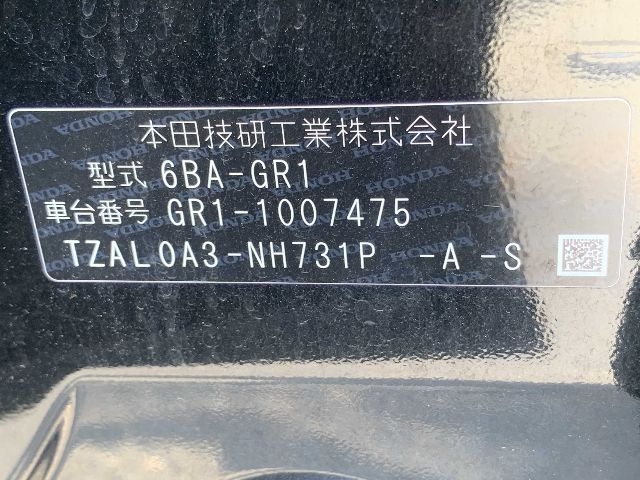 本田技研工業株式会社
型式 6BA-GR1
車台番号 GR1-1007475
TZAL0A3-NH731P -A -S